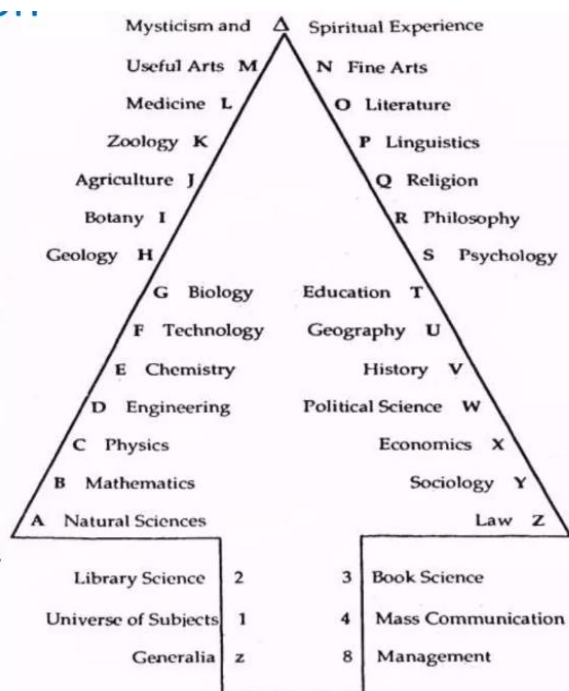 Mysticism and Δ Spiritual Experience
Useful Arts M N Fine Arts
Medicine L O Literature
Zoology K P Linguistics
Agriculture J Q Religion
Botany I R Philosophy
Geology H S Psychology
G Biology Education T
F Technology Geography U
E Chemistry History V
D Engineering Political Science W
C Physics Economics X
B Mathematics Sociology Y
A Natural Sciences Law Z
Library Science 2 3 Book Science
Universe of Subjects 1 4 Mass Communication
Generalia z 8 Management